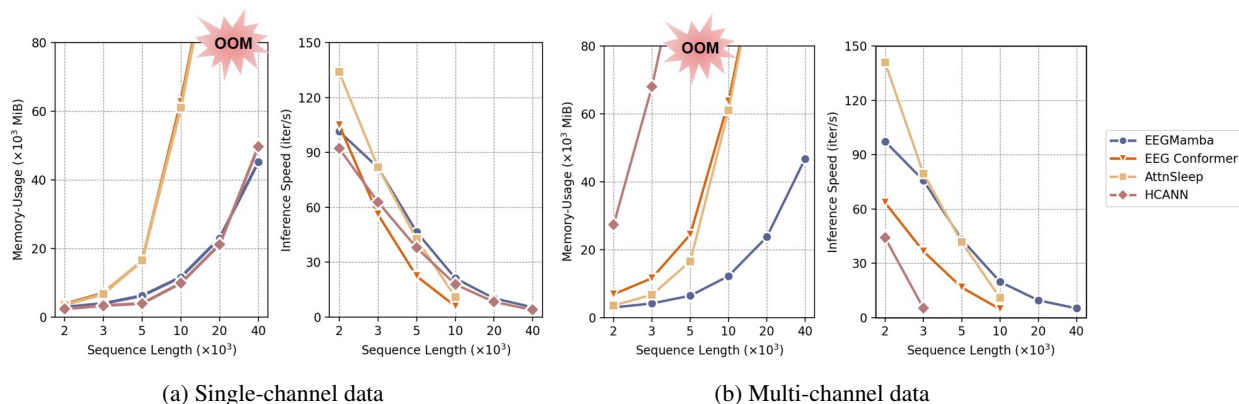 OOM
80
60
40
20
0
Memory-Usage (×10³ MiB)
2 3 5 10 20 40
Sequence Length (×10³)
150
120
90
60
30
0
Inference Speed (iter/s)
2 3 5 10 20 40
Sequence Length (×10³)
(a) Single-channel data
OOM
80
60
40
20
0
Memory-Usage (×10³ MiB)
2 3 5 10 20 40
Sequence Length (×10³)
150
120
90
60
30
0
Inference Speed (iter/s)
2 3 5 10 20 40
Sequence Length (×10³)
(b) Multi-channel data
EEGMamba
EEG Conformer
AttnSleep
HCANN